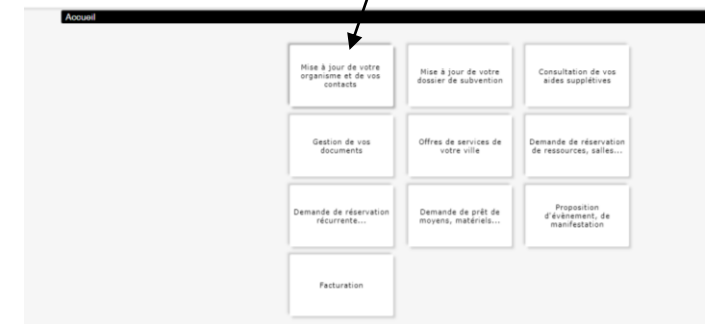 Accueil
Mise à jour de votre
organisme et de vos
contacts
Mise à jour de votre
dossier de subvention
Consultation de vos
aides supplétives
Gestion de vos
documents
Offres de services de
votre ville
Demande de réservation
de ressources, salles...
Demande de réservation
récurrente...
Demande de prêt de
moyens, matériels...
Proposition
d'évènement, de
manifestation
Facturation